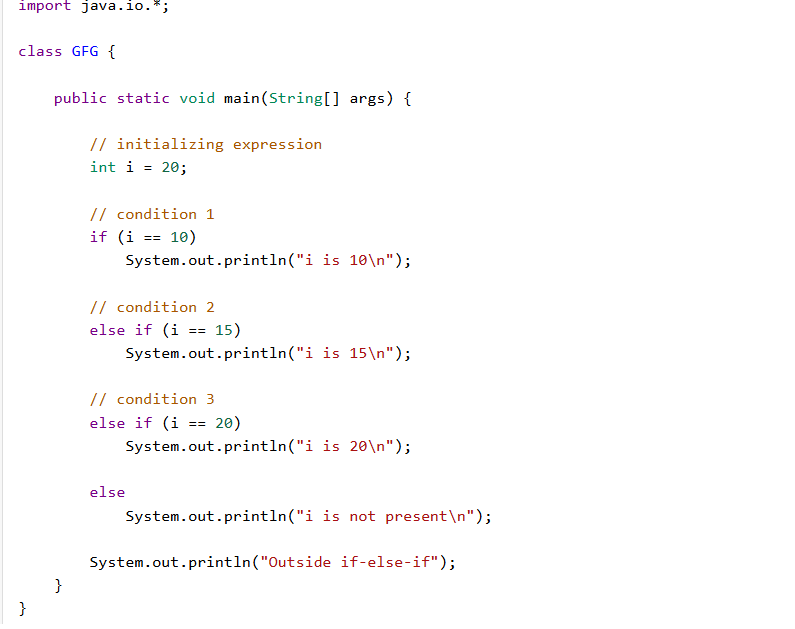 import java.io.*;
class GFG {
public static void main(String[] args) {
// initializing expression
int i = 20;
// condition 1
if (i == 10)
System.out.println("i is 10\n");
// condition 2
else if (i == 15)
System.out.println("i is 15\n");
// condition 3
else if (i == 20)
System.out.println("i is 20\n");
else
System.out.println("i is not present\n");
System.out.println("Outside if-else-if");
}
}